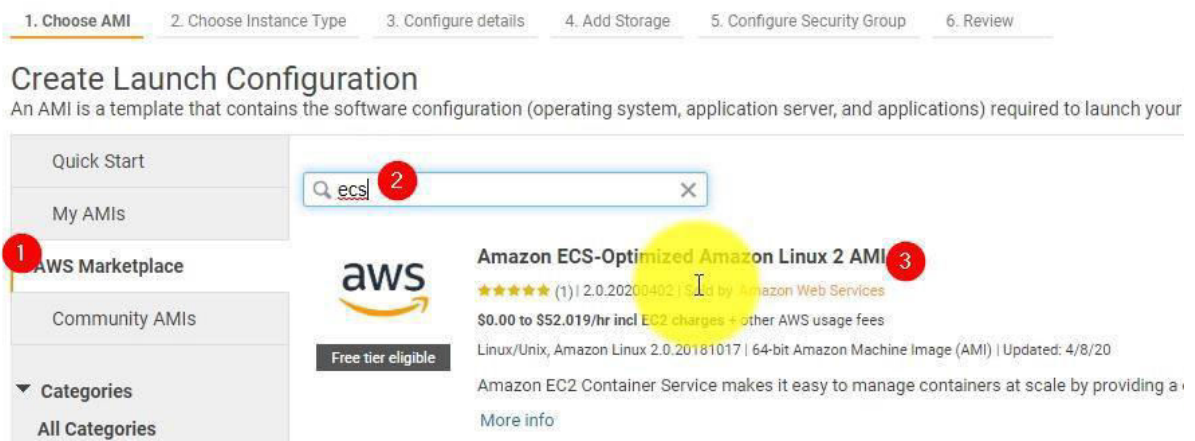 1. Choose AMI 2. Choose Instance Type 3. Configure details 4. Add Storage 5. Configure Security Group 6. Review
Create Launch Configuration
An AMI is a template that contains the software configuration (operating system, application server, and applications) required to launch your
Quick Start
My AMIs
1
AWS Marketplace
Community AMIs
Categories
All Categories
ecs 2
aws
Free tier eligible
Amazon ECS-Optimized Amazon Linux 2 AMI 3
(1) | 2.0.20200402 | Sold by Amazon Web Services
$0.00 to $52.019/hr incl EC2 charges + other AWS usage fees
Linux/Unix, Amazon Linux 2.0.20181017 | 64-bit Amazon Machine Image (AMI) | Updated: 4/8/20
Amazon EC2 Container Service makes it easy to manage containers at scale by providing a
More info